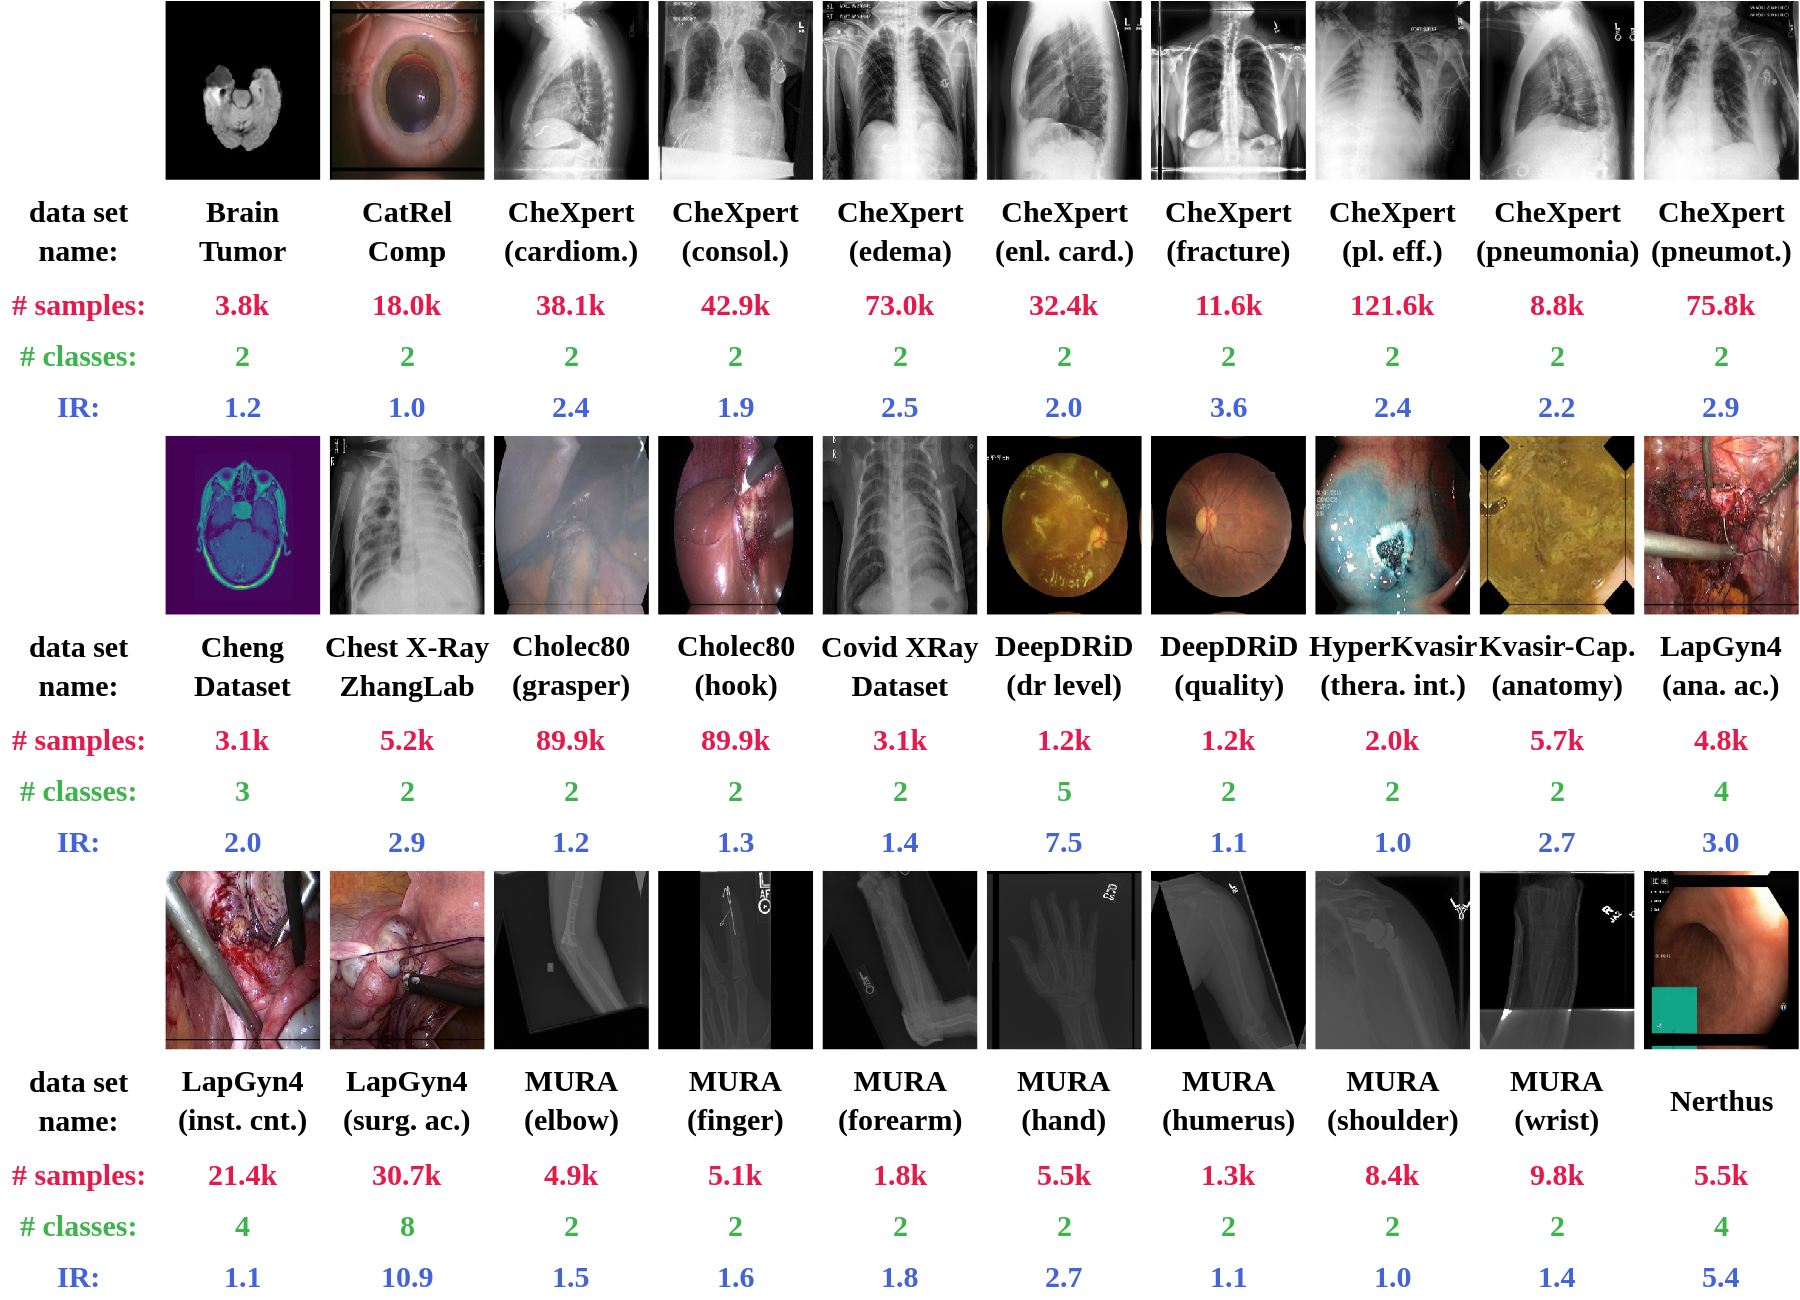 data set name: Brain Tumor CatRel Comp CheXpert (cardiom.) CheXpert (consol.) CheXpert (edema) CheXpert (enl. card.) CheXpert (fracture) CheXpert (pl. eff.) CheXpert (pneumonia) CheXpert (pneumot.)
# samples: 3.8k 18.0k 38.1k 42.9k 73.0k 32.4k 11.6k 121.6k 8.8k 75.8k
# classes: 2 2 2 2 2 2 2 2 2 2
IR: 1.2 1.0 2.4 1.9 2.5 2.0 3.6 2.4 2.2 2.9
data set name: Cheng Dataset Chest X-Ray ZhangLab Cholec80 (grasper) Cholec80 (hook) Covid XRay Dataset DeepDRiD (dr level) DeepDRiD (quality) HyperKvasir (thera. int.) Kvasir-Cap. (anatomy) LapGyn4 (ana. ac.)
# samples: 3.1k 5.2k 89.9k 89.9k 3.1k 1.2k 1.2k 2.0k 5.7k 4.8k
# classes: 3 2 2 2 2 5 2 2 2 4
IR: 2.0 2.9 1.2 1.3 1.4 7.5 1.1 1.0 2.7 3.0
data set name: LapGyn4 (inst. cnt.) LapGyn4 (surg. ac.) MURA (elbow) MURA (finger) MURA (forearm) MURA (hand) MURA (humerus) MURA (shoulder) MURA (wrist) Nerthus
# samples: 21.4k 30.7k 4.9k 5.1k 1.8k 5.5k 1.3k 8.4k 9.8k 5.5k
# classes: 4 8 2 2 2 2 2 2 2 4
IR: 1.1 10.9 1.5 1.6 1.8 2.7 1.1 1.0 1.4 5.4